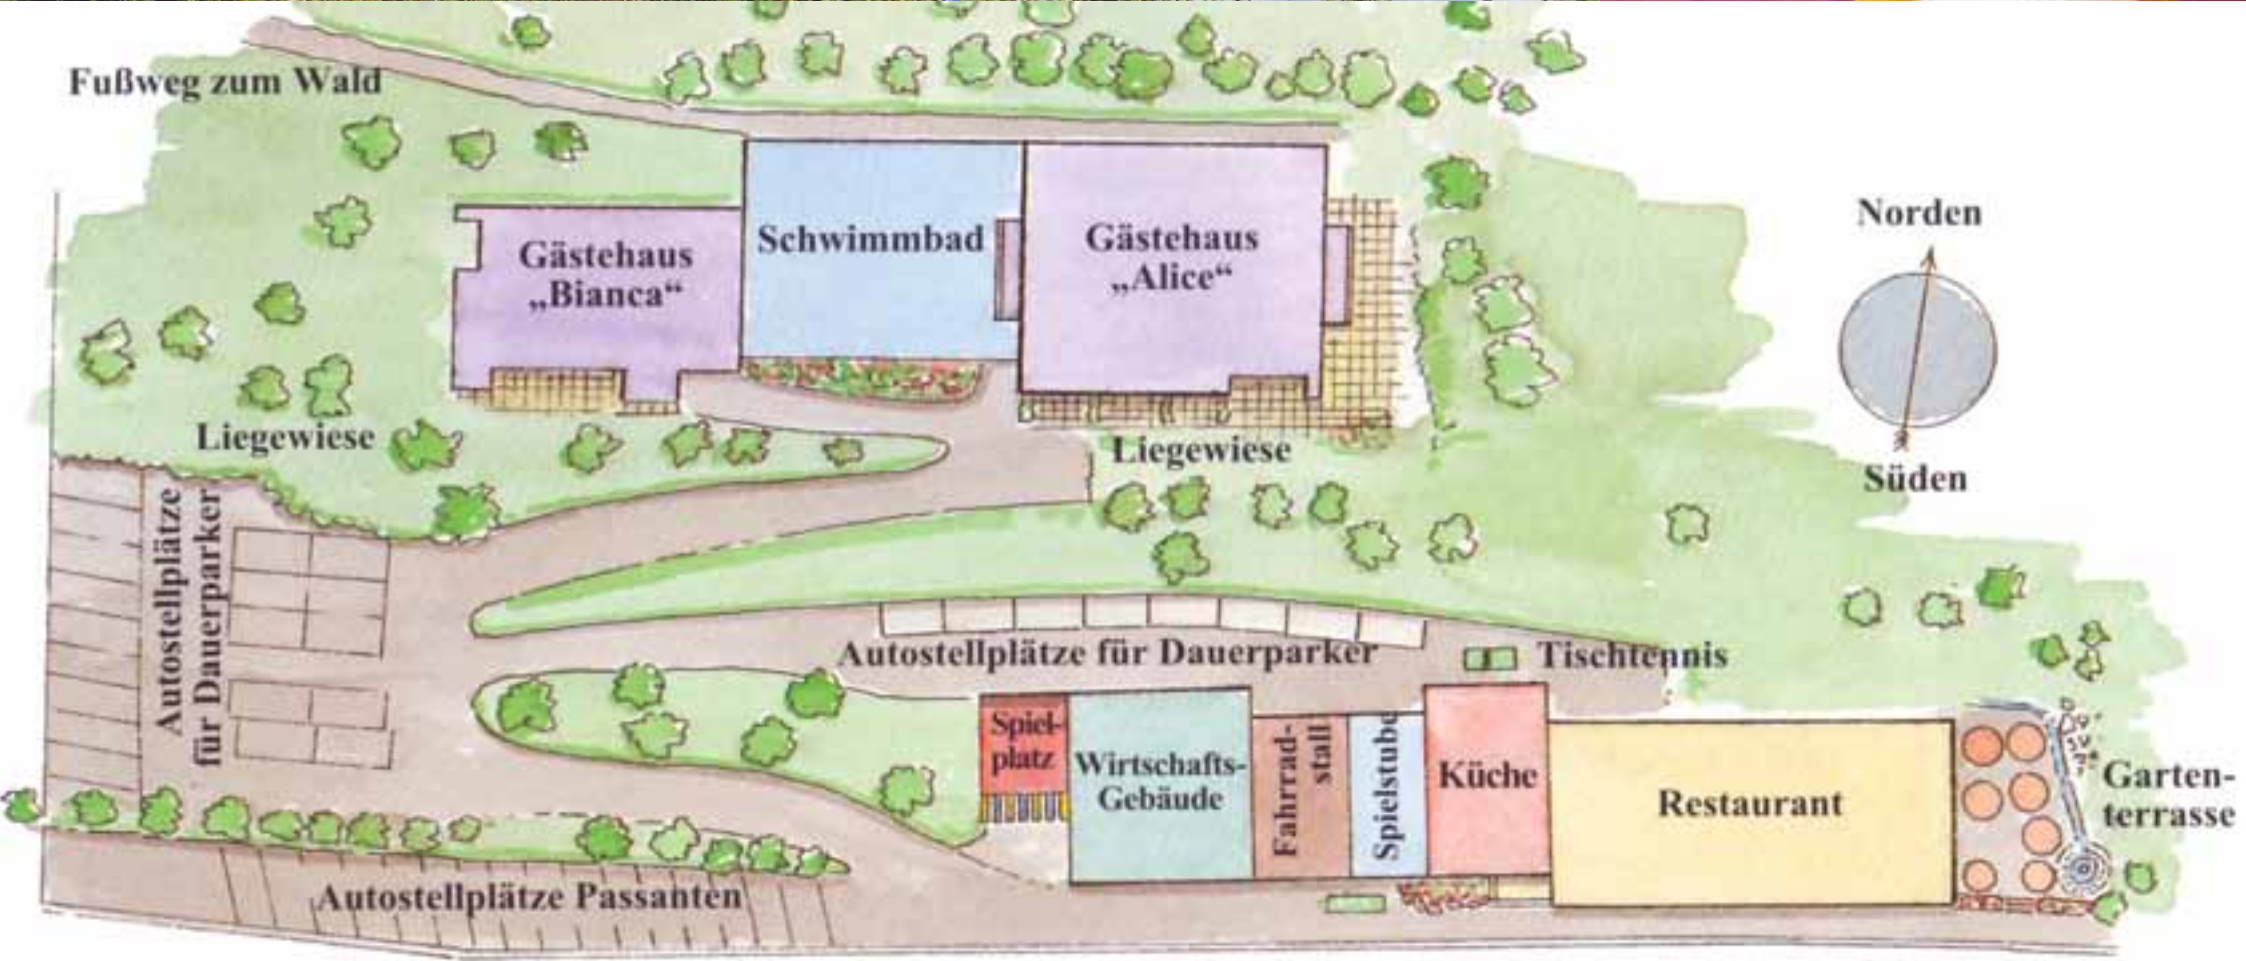 Fußweg zum Wald
Norden
Schwimmbad
Gästehaus
„Alice“
Gästehaus
„Bianca“
Liegewiese
Liegewiese
Süden
Autostellplätze
für Dauerparker
Autostellplätze für Dauerparker
Tischtennis
Spiel-
platz
Wirtschafts-
Gebäude
Fahrrad-
stall
Spielstube
Küche
Restaurant
Garten-
terrasse
Autostellplätze Passanten